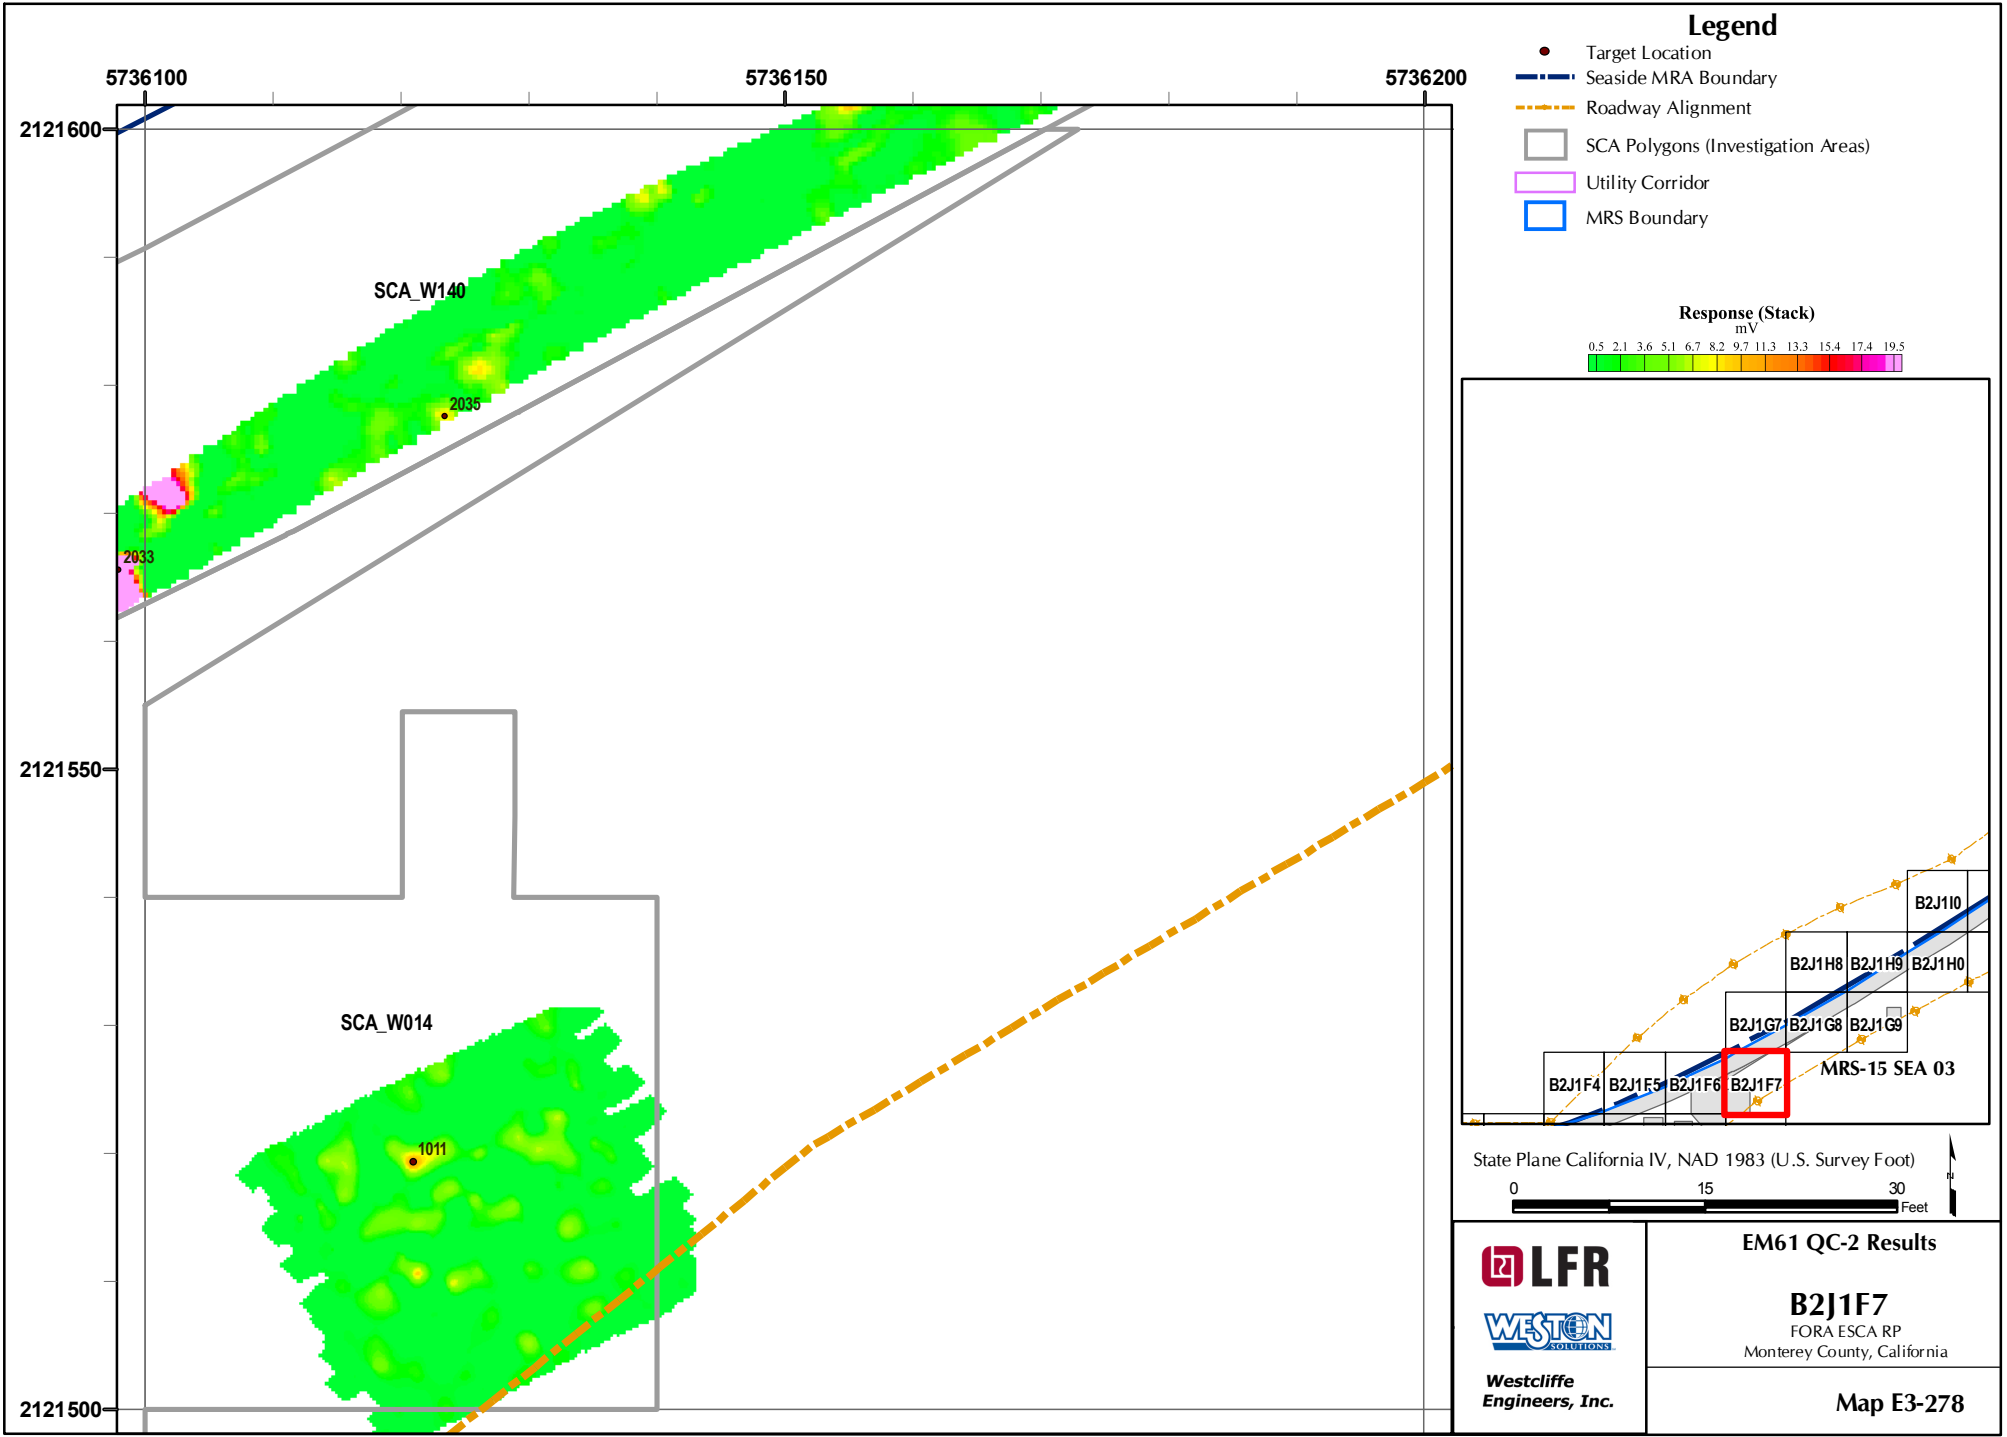 Legend
Target Location
Seaside MRA Boundary
Roadway Alignment
SCA Polygons (Investigation Areas)
Utility Corridor
MRS Boundary
5736100
5736150
5736200
2121600
2121550
2121500
SCA_W140
2035
2033
SCA_W014
1011
Response (Stack)
mV
0.5 2.1 3.6 5.1 6.7 8.2 9.7 11.3 13.3 15.4 17.4 19.5
B2J1I0
B2J1H8 B2J1H9 B2J1H0
B2J1G7 B2J1G8 B2J1G9
B2J1F4 B2J1F5 B2J1F6 B2J1F7
MRS-15 SEA 03
State Plane California IV, NAD 1983 (U.S. Survey Foot)
0 15 30
Feet
N
LFR
WESTON
SOLUTIONS
Westcliffe
Engineers, Inc.
EM61 QC-2 Results
B2J1F7
FORA ESCA RP
Monterey County, California
Map E3-278